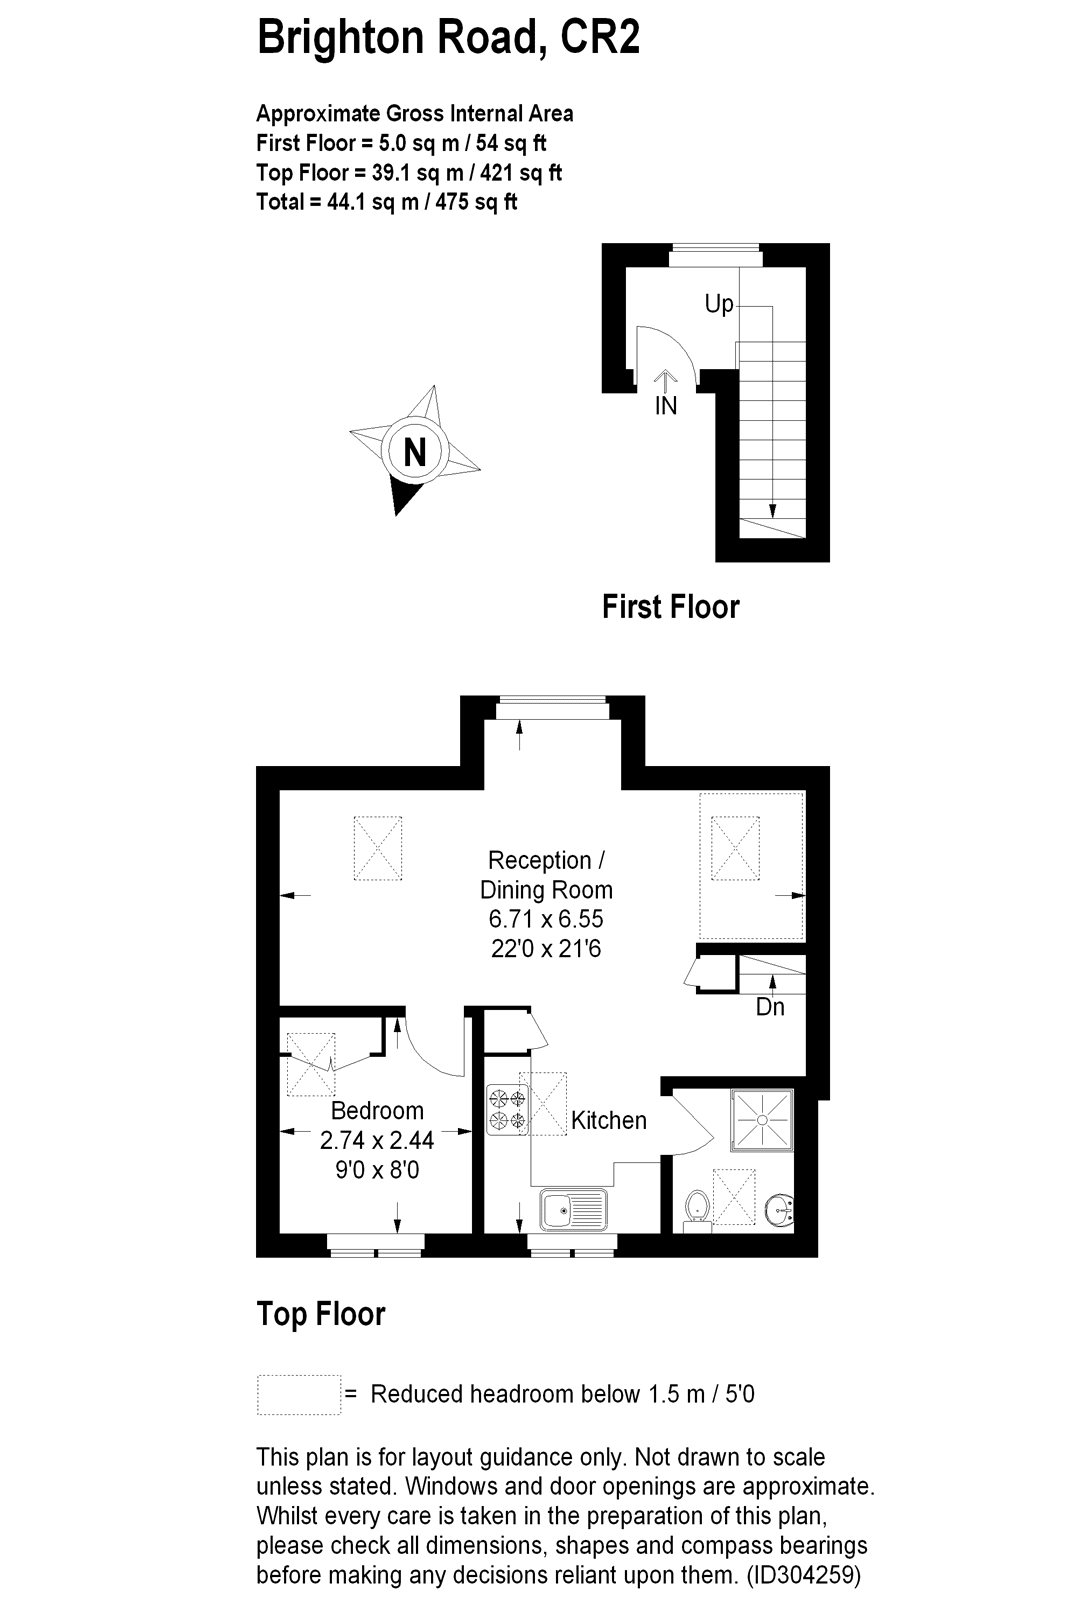 Brighton Road, CR2
Approximate Gross Internal Area
First Floor = 5.0 sq m / 54 sq ft
Top Floor = 39.1 sq m / 421 sq ft
Total = 44.1 sq m / 475 sq ft
Up
IN
N
First Floor
Reception /
Dining Room
6.71 x 6.55
22'0 x 21'6
Dn
Bedroom
2.74 x 2.44
9'0 x 8'0
Kitchen
Top Floor
= Reduced headroom below 1.5 m / 5'0
This plan is for layout guidance only. Not drawn to scale
unless stated. Windows and door openings are approximate.
Whilst every care is taken in the preparation of this plan,
please check all dimensions, shapes and compass bearings
before making any decisions reliant upon them. (ID304259)